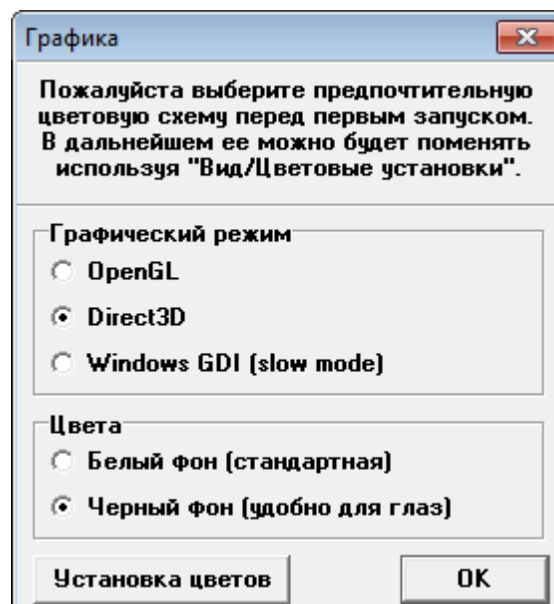 Графика
Пожалуйста выберите предпочтительную
цветовую схему перед первым запуском.
В дальнейшем ее можно будет поменять
используя "Вид/Цветовые установки".
Графический режим
OpenGL
Direct3D
Windows GDI (slow mode)
Цвета
Белый фон (стандартная)
Черный фон (удобно для глаз)
Установка цветов
OK